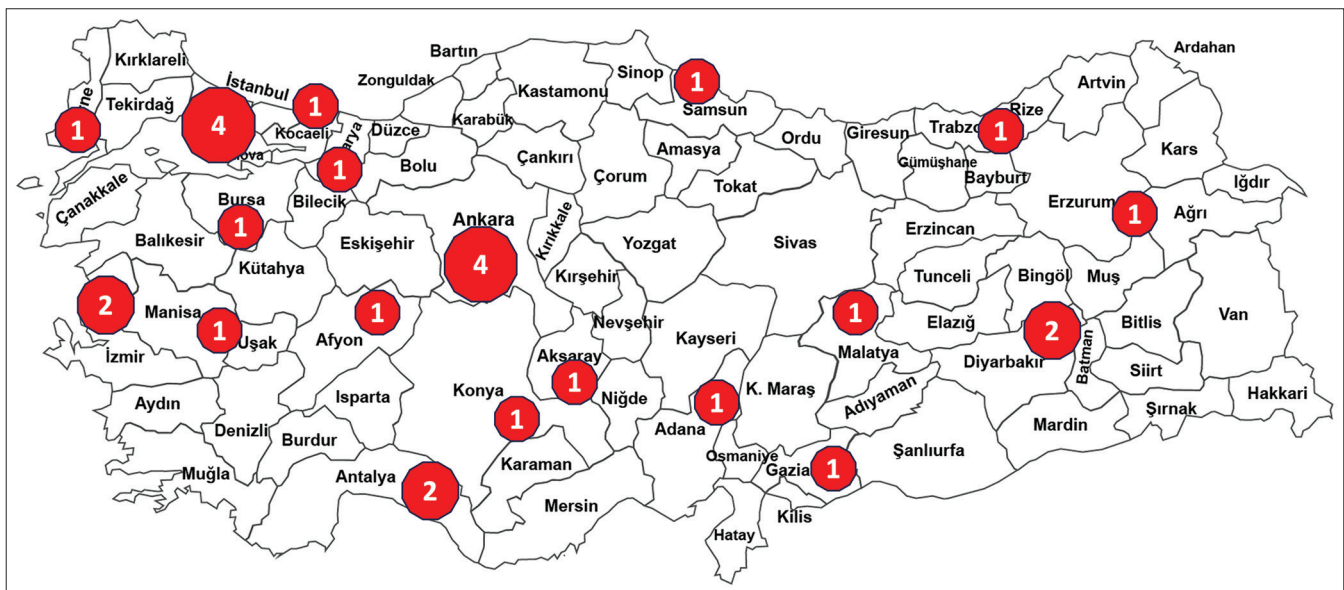 Kırklareli
Tekirdağ
1
İstanbul
4
1
Kocaeli
1
Bartın
Zonguldak
Karabük
Kastamonu
Düzce
Bolu
Sinop
1
Samsun
Çankırı
Çorum
Amasya
Tokat
Ordu
Giresun
1
Rize
Gümüşhane
Bayburt
Artvin
Ardahan
Kars
Iğdır
Çanakkale
Bursa
1
Bilecik
Balıkesir
Kütahya
Eskişehir
Ankara
4
Kırıkkale
Kırşehir
Yozgat
Sivas
Erzincan
Erzurum
1
Ağrı
Tunceli
Bingöl
Muş
2
Manisa
1
Uşak
Afyon
1
İzmir
Nevşehir
Kayseri
1
Malatya
Elazığ
2
Diyarbakır
Batman
Bitlis
Siirt
Van
Hakkari
Şırnak
Mardin
Aksaray
1
Niğde
Konya
1
Isparta
Aydın
Denizli
Burdur
Muğla
Antalya
2
Karaman
Mersin
Adana
1
K. Maraş
Adıyaman
Osmaniye
1
Şanlıurfa
Kilis
Hatay